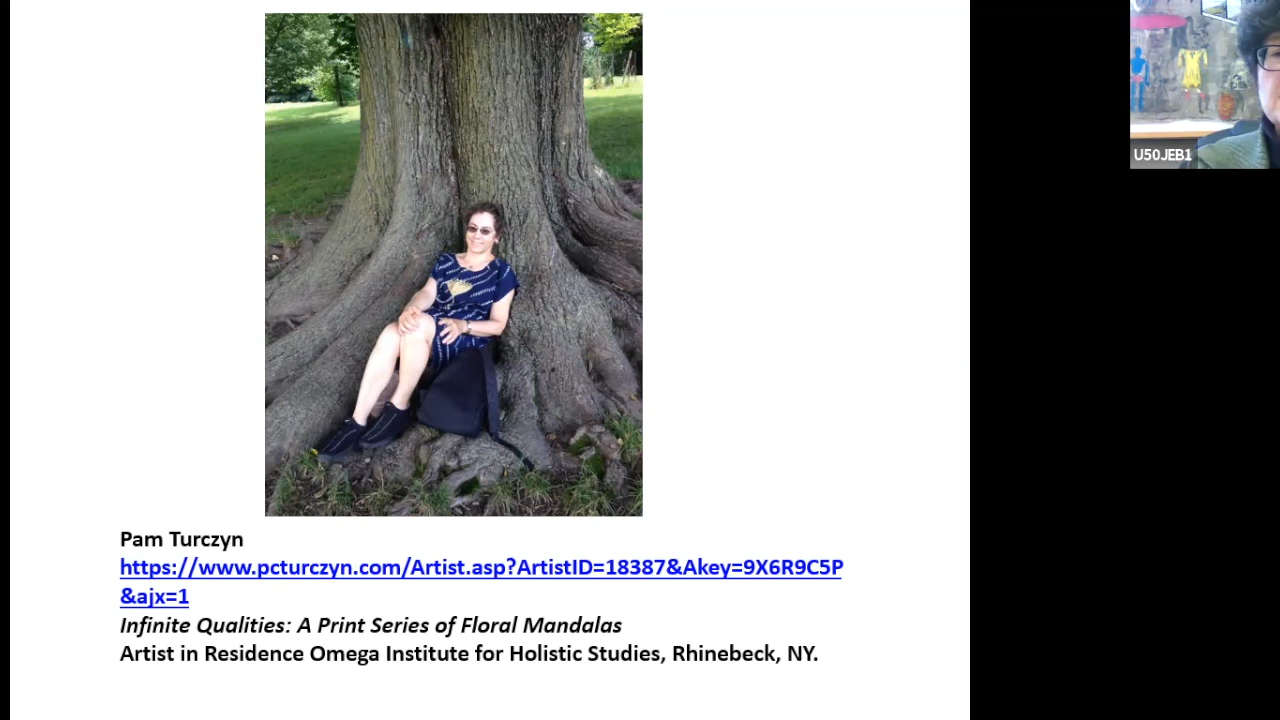 U50JEB1
Pam Turczyn
https://www.pcturczyn.com/Artist.asp?ArtistID=18387&Akey=9X6R9C5P
&ajx=1
Infinite Qualities: A Print Series of Floral Mandalas
Artist in Residence Omega Institute for Holistic Studies, Rhinebeck, NY.